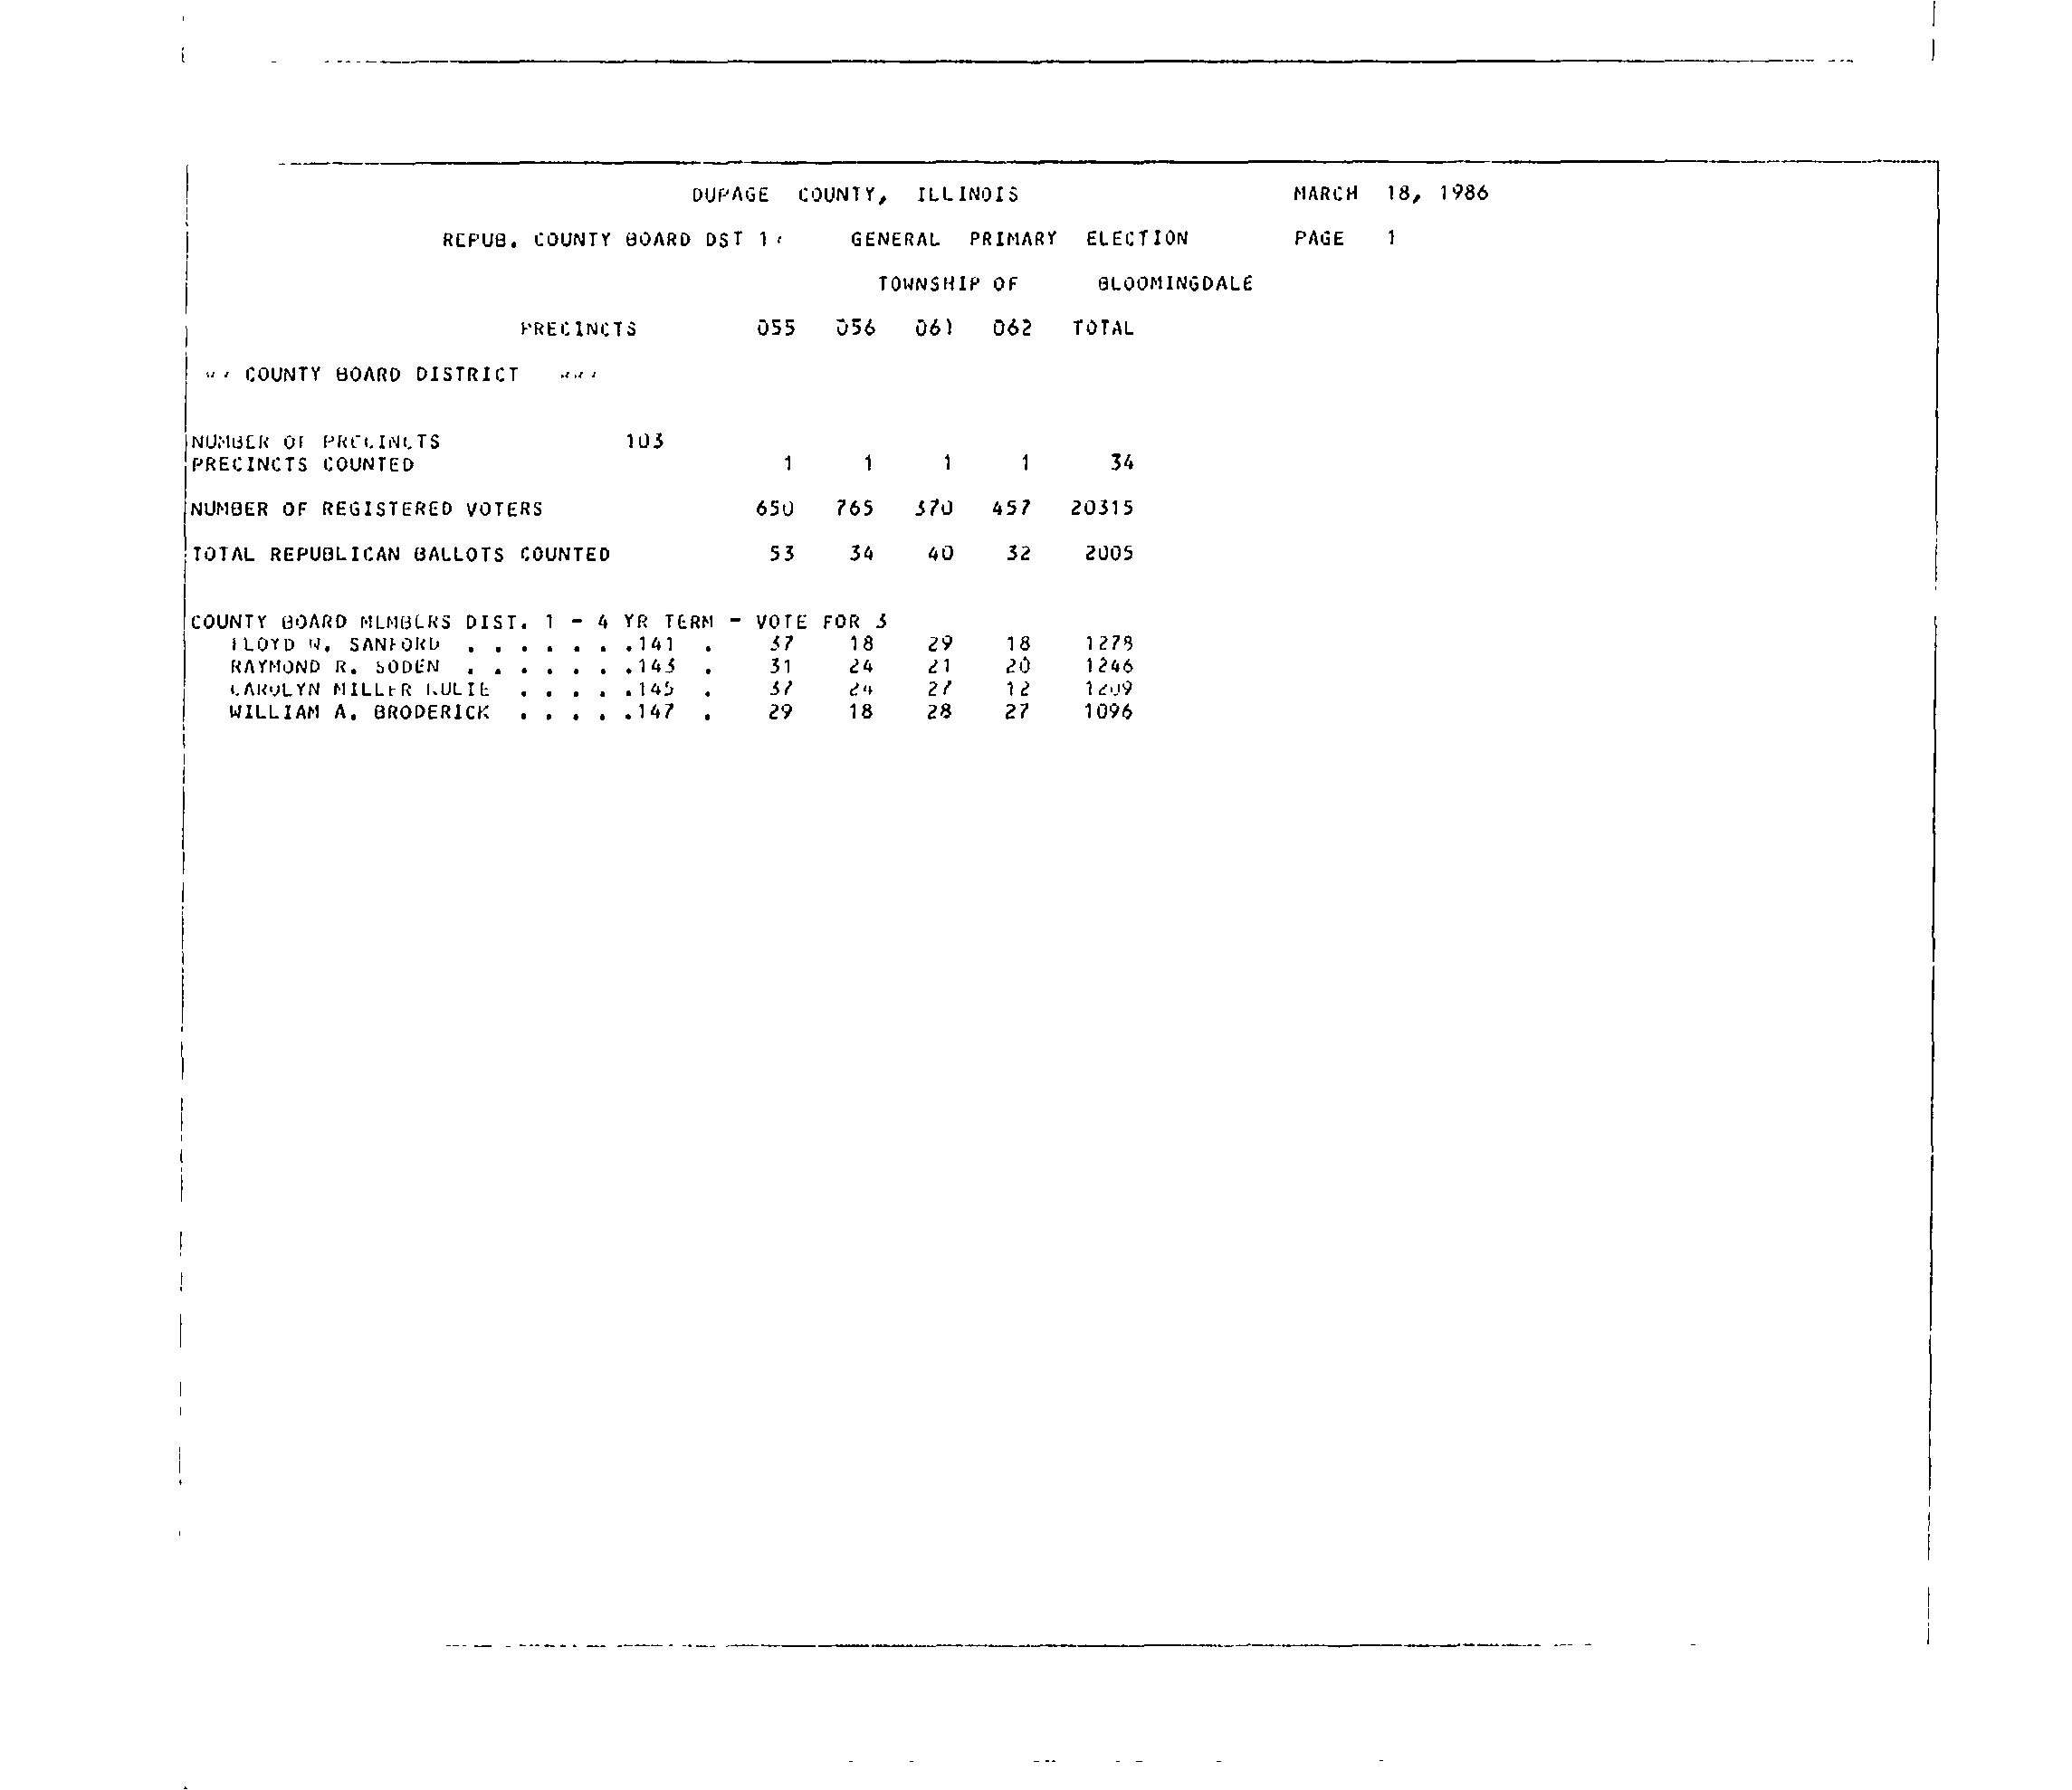 DUPAGE COUNTY, ILLINOIS MARCH 18, 1986
REPUB. COUNTY BOARD DST 1 GENERAL PRIMARY ELECTION PAGE 1
TOWNSHIP OF BLOOMINGDALE
PRECINCTS 055 056 061 062 TOTAL
COUNTY BOARD DISTRICT
NUMBER OF PRECINCTS 103
PRECINCTS COUNTED 1 1 1 1 34
NUMBER OF REGISTERED VOTERS 650 765 370 457 20315
TOTAL REPUBLICAN BALLOTS COUNTED 53 34 40 32 2005
COUNTY BOARD MEMBERS DIST. 1 - 4 YR TERM - VOTE FOR 3
FLOYD W. SANFORD . . . . . . .141 . 37 18 29 18 1278
RAYMOND R. SODEN . . . . . . .143 . 31 24 21 20 1246
CAROLYN MILLER . . . . .145 . 37 24 27 12 1209
WILLIAM A. BRODERICK . . . . .147 . 29 18 28 27 1096